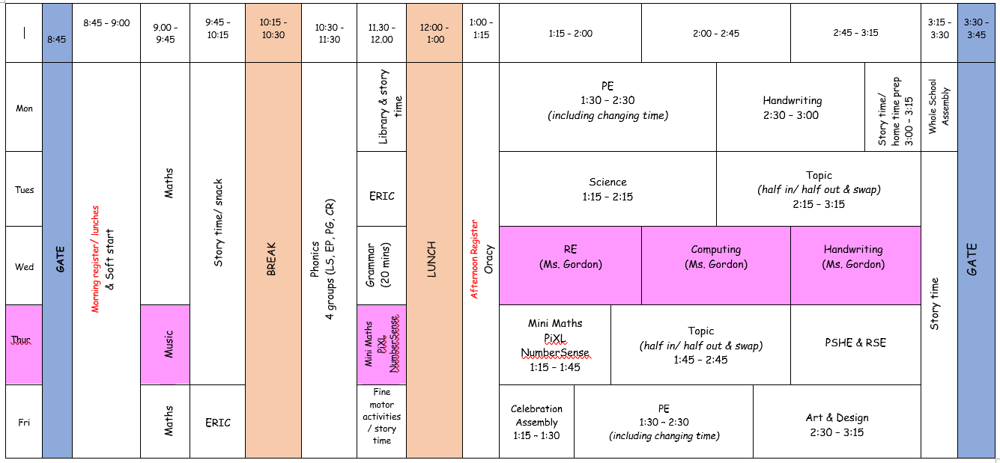 8:45
8:45 – 9:00
9.00 –
9:45
9:45 –
10:15
10:15 –
10:30
10:30 –
11:30
11.30 –
12.00
12:00 –
1:00
1:00 –
1:15
1:15 – 2:00
2:00 – 2:45
2:45 – 3:15
3:15 –
3:30
3:30 –
3:45
GATE
Morning register/ lunches
& Soft start
Maths
Story time/ snack
BREAK
Phonics
4 groups (LS, EP, PG, CR)
LUNCH
Afternoon Register
Oracy
GATE
Mon
Library & story
time
PE
1:30 – 2:30
(including changing time)
Handwriting
2:30 – 3:00
Story time/
home time prep
3:00 – 3:15
Whole School
Assembly
Tues
ERIC
Science
1:15 – 2:15
Topic
(half in/ half out & swap)
2:15 – 3:15
Story time
Wed
Grammar
(20 mins)
RE
(Ms. Gordon)
Computing
(Ms. Gordon)
Handwriting
(Ms. Gordon)
Thur
Music
Mini Maths
PiXL
NumberSense
Mini Maths
PiXL
NumberSense
1:15 – 1:45
Topic
(half in/ half out & swap)
1:45 – 2:45
PSHE & RSE
Fri
Maths
ERIC
Fine
motor
activities
/ story
time
Celebration
Assembly
1:15 – 1:30
PE
1:30 – 2:30
(including changing time)
Art & Design
2:30 – 3:15